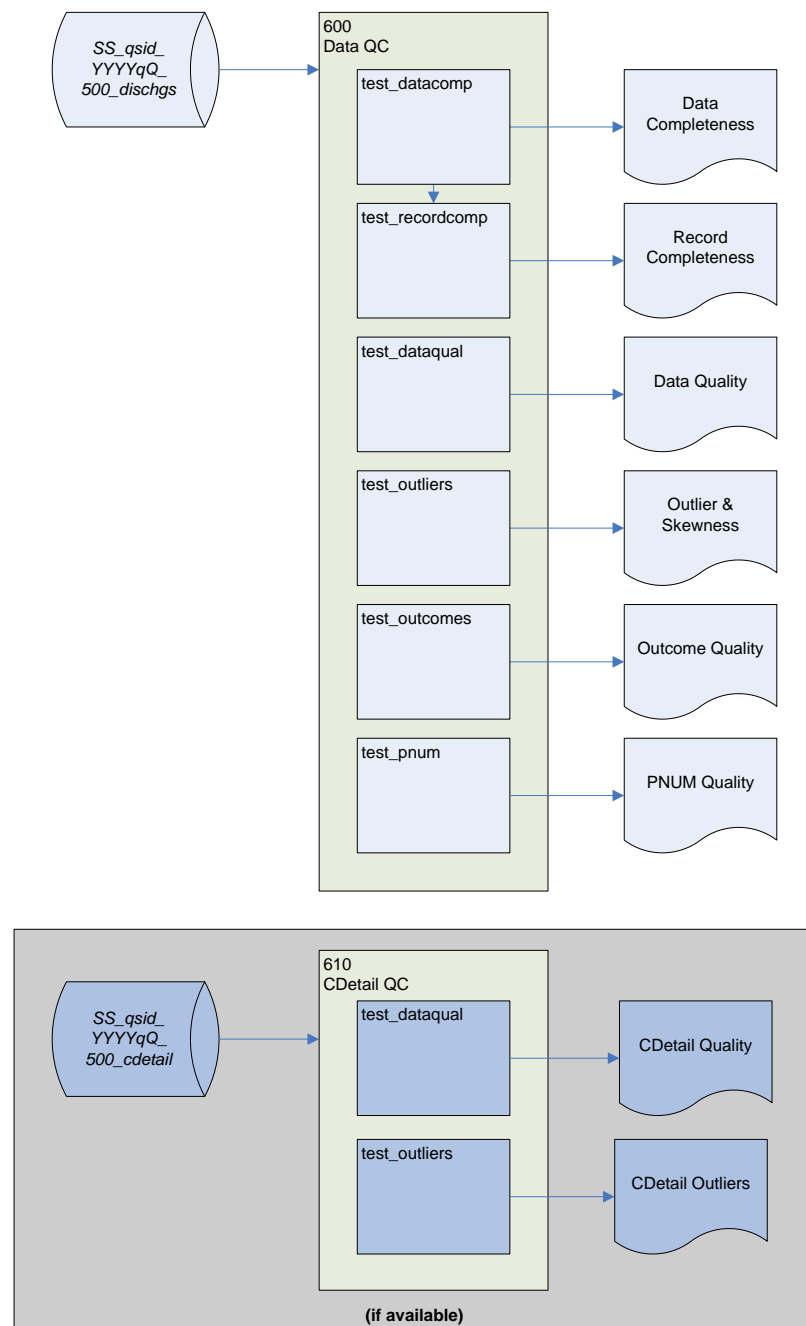 SS_qsid_
YYYYqQ_
500_dischgs
600
Data QC
test_datacomp
Data
Completeness
test_recordcomp
Record
Completeness
test_dataqual
Data Quality
test_outliers
Outlier &
Skewness
test_outcomes
Outcome Quality
test_pnum
PNUM Quality
SS_qsid_
YYYYqQ_
500_cdetail
610
CDetail QC
test_dataqual
CDetail Quality
test_outliers
CDetail Outliers
(if available)